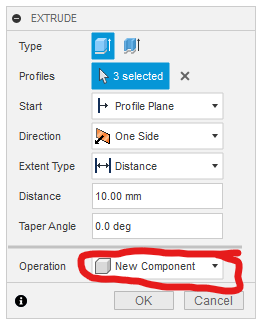 EXTRUDE
Type
Profiles 3 selected
Start Profile Plane
Direction One Side
Extent Type Distance
Distance 10.00 mm
Taper Angle 0.0 deg
Operation New Component
OK Cancel